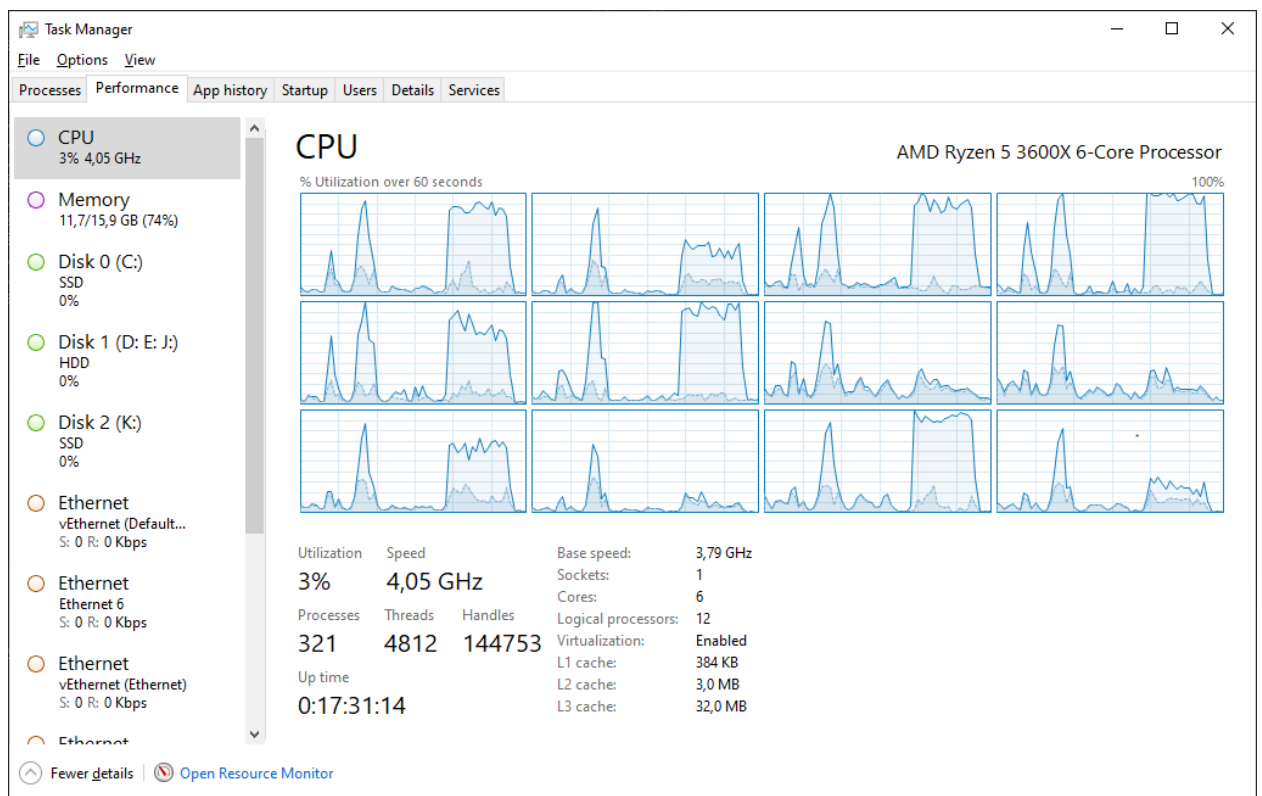 Task Manager
File Options View
Processes Performance App history Startup Users Details Services
CPU
3% 4,05 GHz
Memory
11,7/15,9 GB (74%)
Disk 0 (C:)
SSD
0%
Disk 1 (D: E: J:)
HDD
0%
Disk 2 (K:)
SSD
0%
Ethernet
vEthernet (Default...
S: 0 R: 0 Kbps
Ethernet
Ethernet 6
S: 0 R: 0 Kbps
Ethernet
vEthernet (Ethernet)
S: 0 R: 0 Kbps
Ethernet
CPU AMD Ryzen 5 3600X 6-Core Processor
% Utilization over 60 seconds 100%
Utilization Speed
3% 4,05 GHz
Processes Threads Handles
321 4812 144753
Up time
0:17:31:14
Base speed: 3,79 GHz
Sockets: 1
Cores: 6
Logical processors: 12
Virtualization: Enabled
L1 cache: 384 KB
L2 cache: 3,0 MB
L3 cache: 32,0 MB
Fewer details Open Resource Monitor